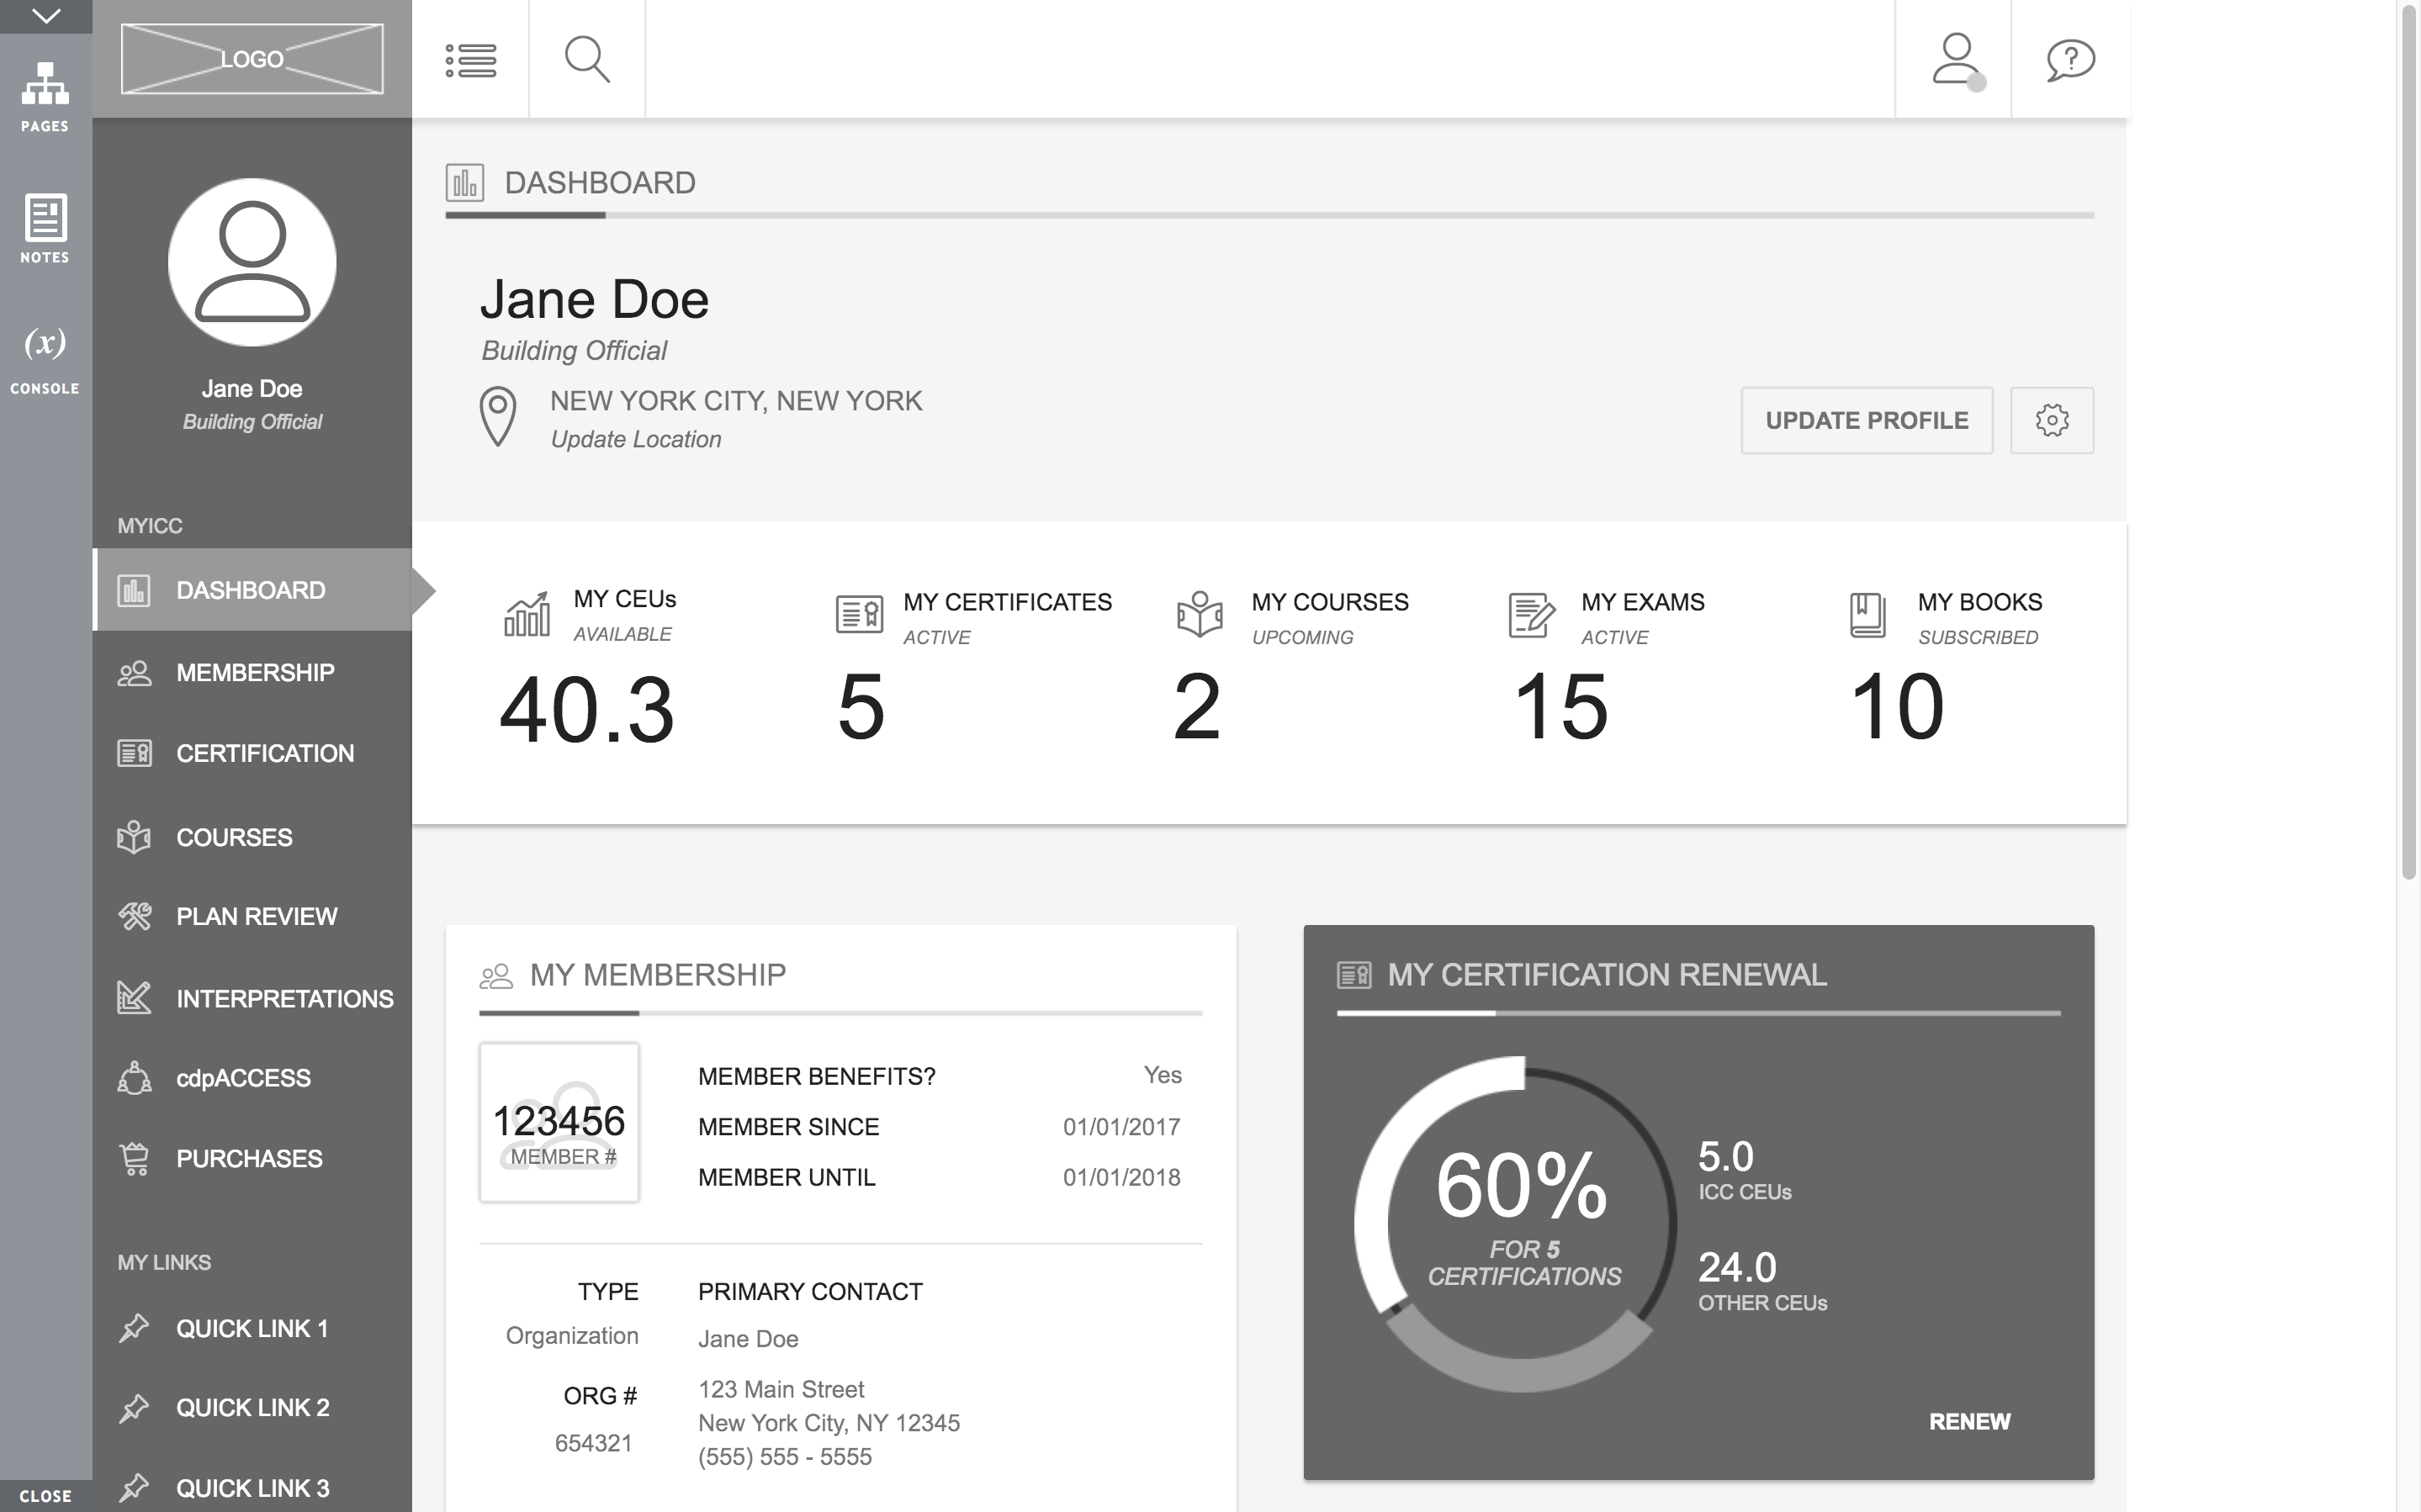 PAGES
NOTES
(x)
CONSOLE
CLOSE
LOGO
Jane Doe
Building Official
MYICC
DASHBOARD
MEMBERSHIP
CERTIFICATION
COURSES
PLAN REVIEW
INTERPRETATIONS
cdpACCESS
PURCHASES
MY LINKS
QUICK LINK 1
QUICK LINK 2
QUICK LINK 3
?
DASHBOARD
Jane Doe
Building Official
NEW YORK CITY, NEW YORK
Update Location
UPDATE PROFILE
MY CEUs
AVAILABLE
40.3
MY CERTIFICATES
ACTIVE
5
MY COURSES
UPCOMING
2
MY EXAMS
ACTIVE
15
MY BOOKS
SUBSCRIBED
10
MY MEMBERSHIP
123456
MEMBER #
MEMBER BENEFITS? Yes
MEMBER SINCE 01/01/2017
MEMBER UNTIL 01/01/2018
TYPE
Organization
ORG #
654321
PRIMARY CONTACT
Jane Doe
123 Main Street
New York City, NY 12345
(555) 555 - 5555
MY CERTIFICATION RENEWAL
60%
FOR 5
CERTIFICATIONS
5.0
ICC CEUs
24.0
OTHER CEUs
RENEW